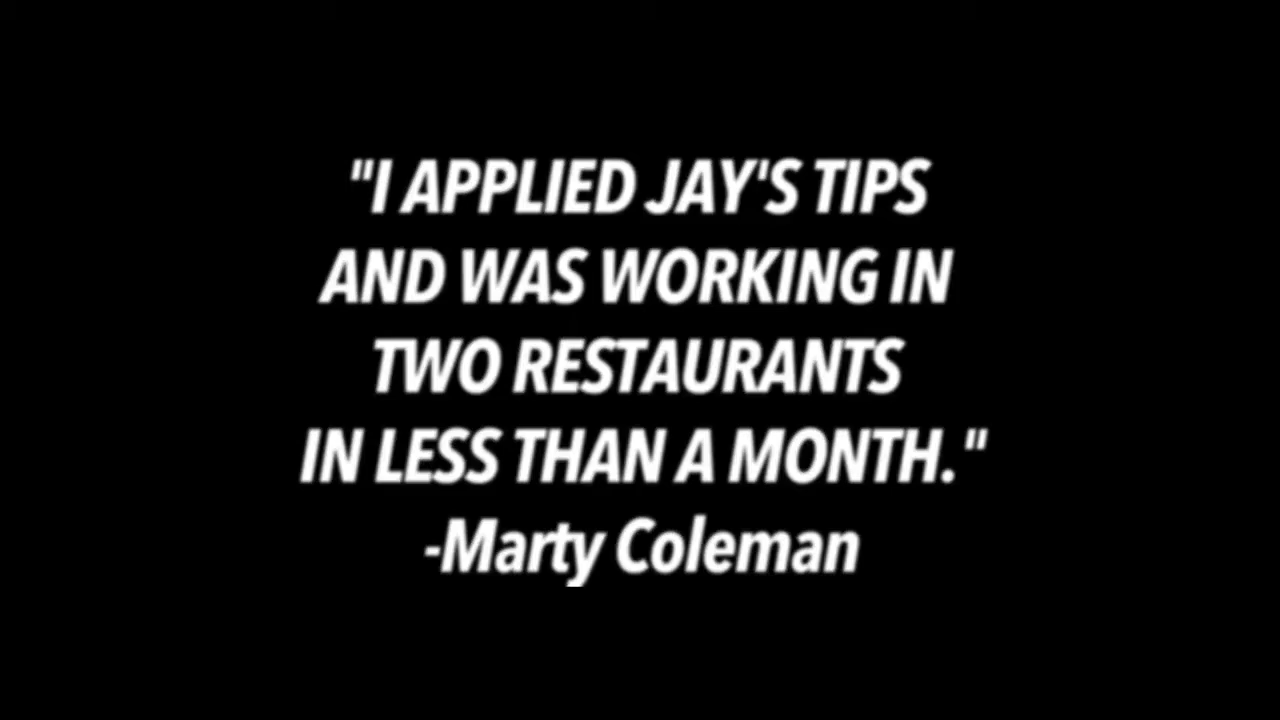 "I APPLIED JAY'S TIPS
AND WAS WORKING IN
TWO RESTAURANTS
IN LESS THAN A MONTH."
-Marty Coleman